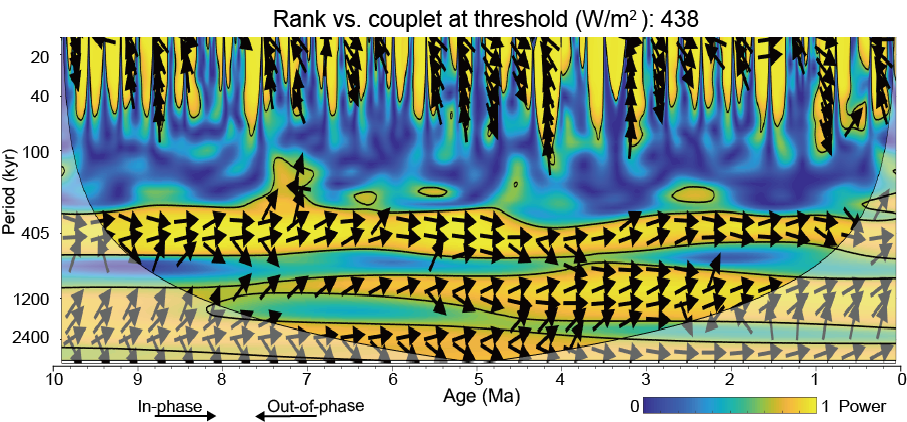 Rank vs. couplet at threshold (W/m²): 438
Period (kyr)
20
40
100
405
1200
2400
10 9 8 7 6 5 4 3 2 1 0
Age (Ma)
In-phase Out-of-phase
0 1 Power